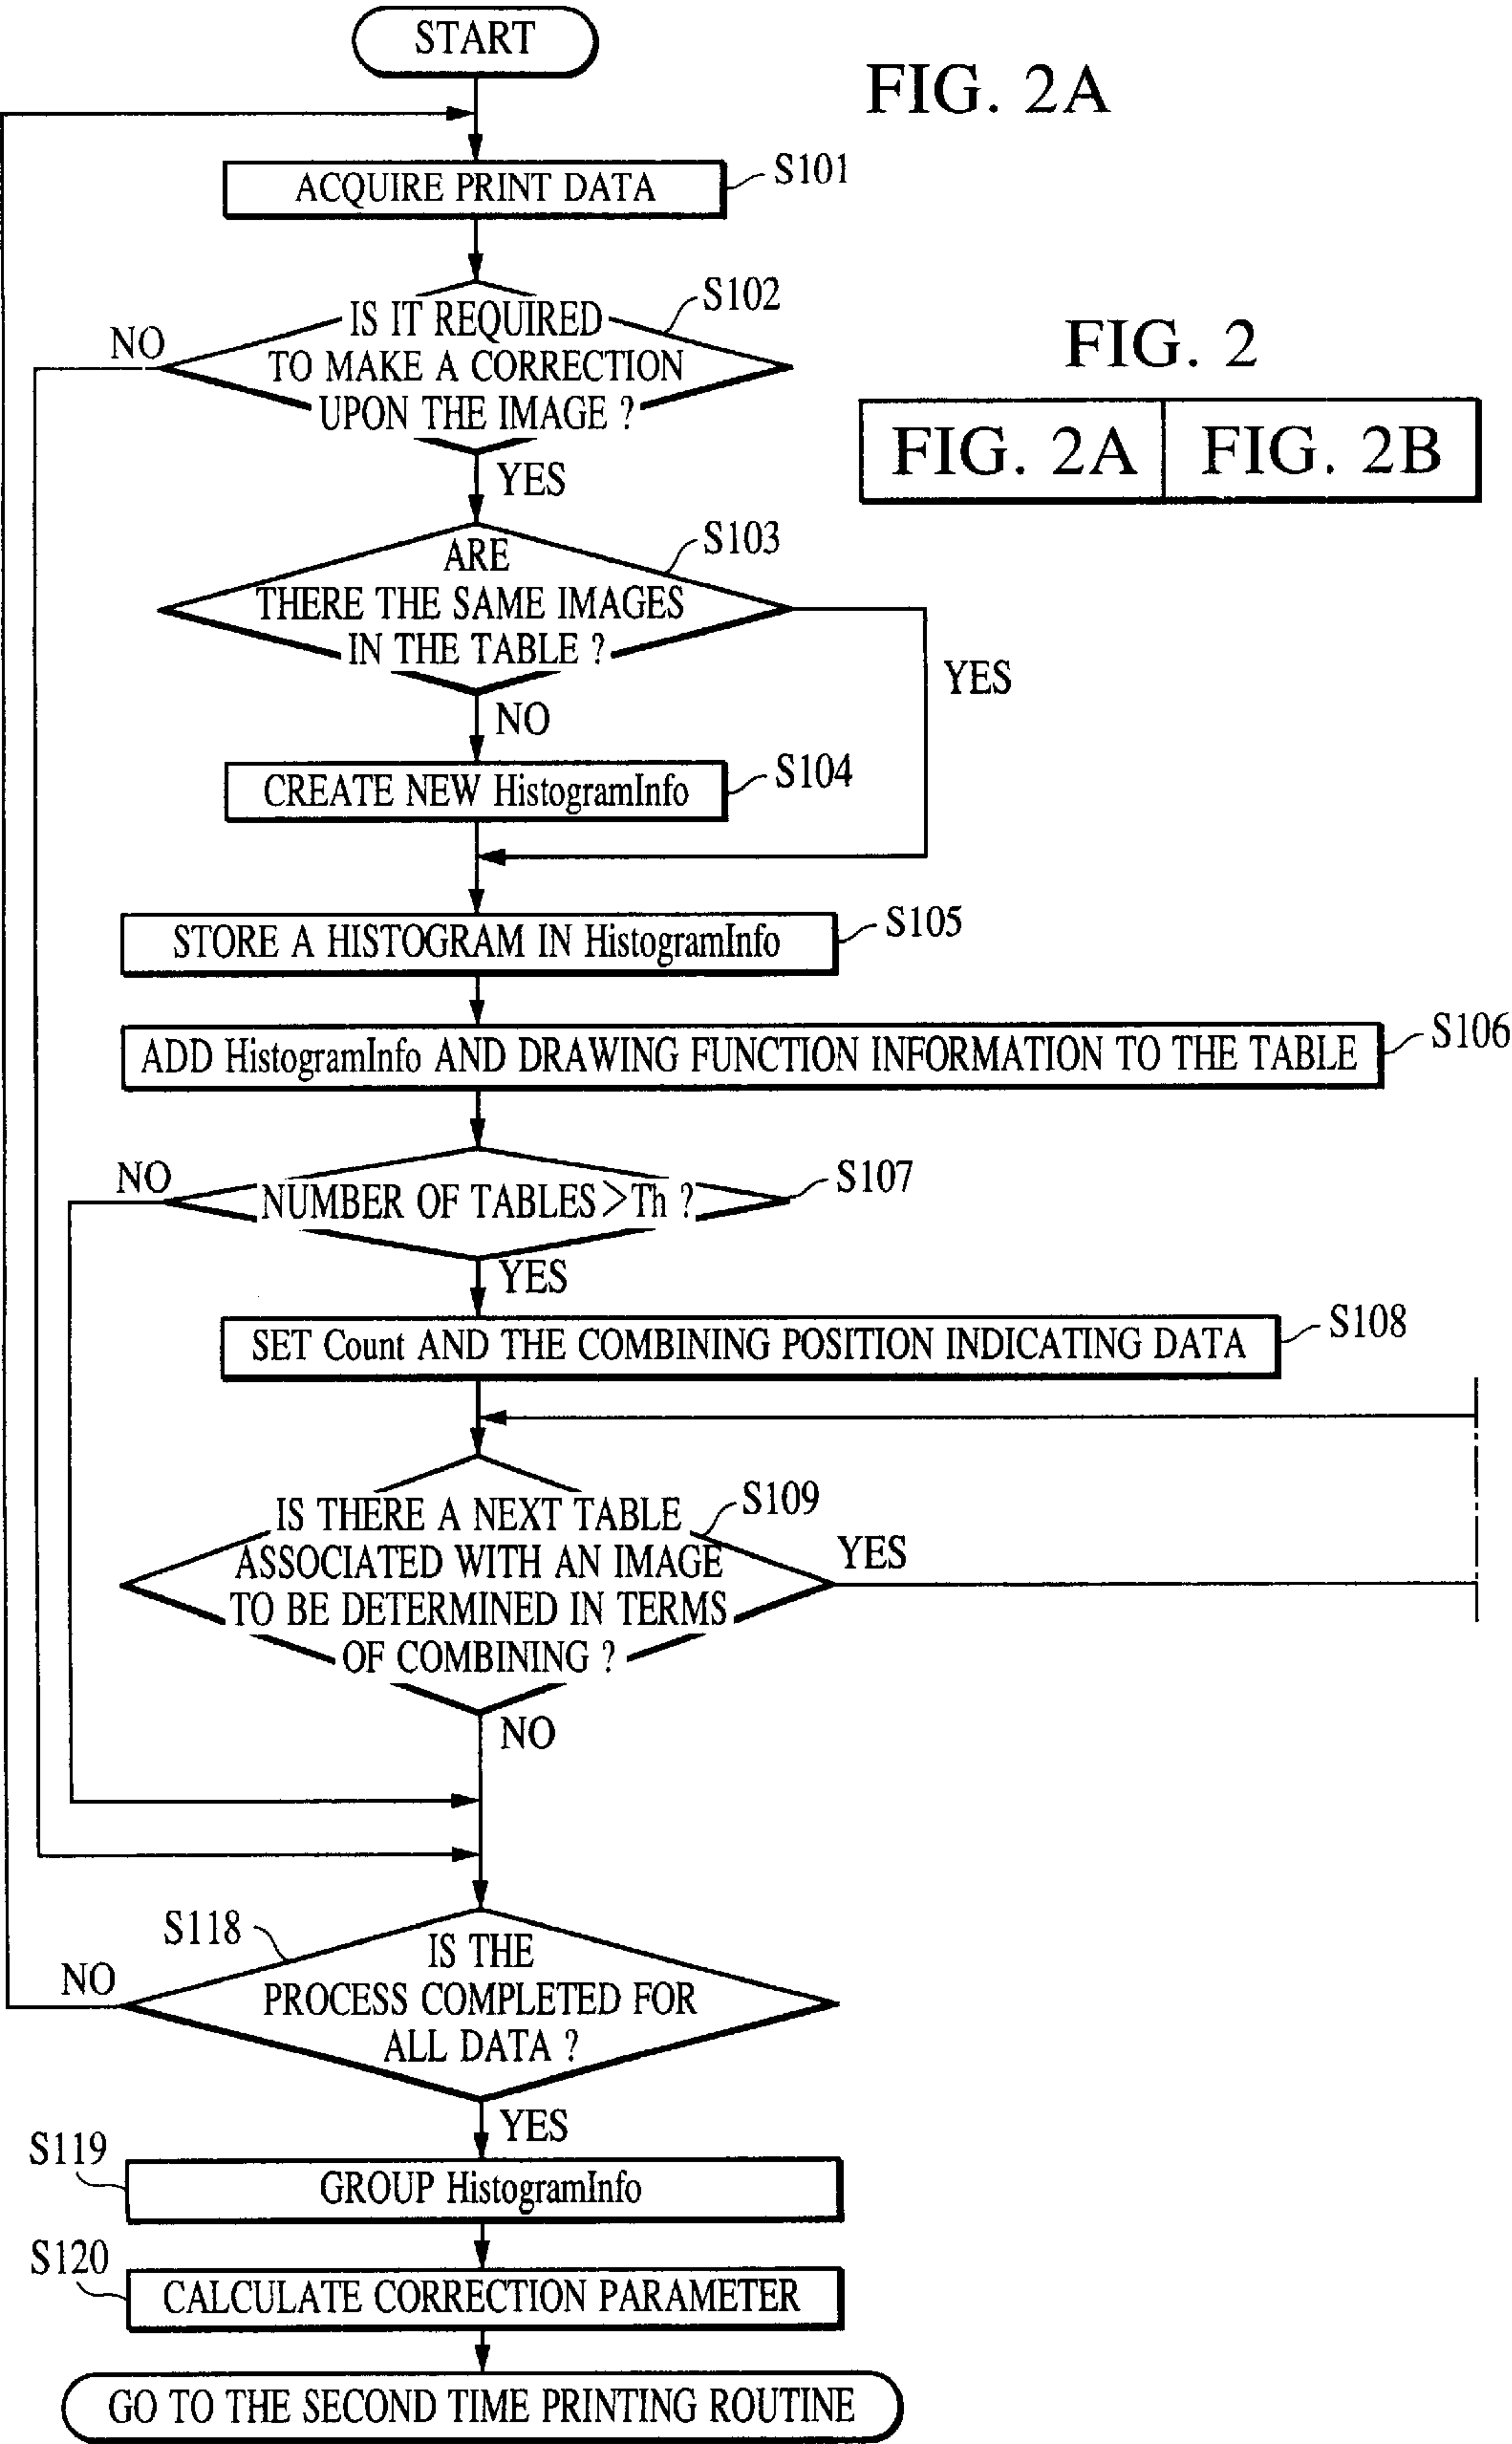 START
FIG. 2A
ACQUIRE PRINT DATA
S101
S102
IS IT REQUIRED
TO MAKE A CORRECTION
UPON THE IMAGE ?
NO
YES
FIG. 2
FIG. 2A
FIG. 2B
S103
ARE
THERE THE SAME IMAGES
IN THE TABLE ?
YES
NO
CREATE NEW HistogramInfo
S104
STORE A HISTOGRAM IN HistogramInfo
S105
ADD HistogramInfo AND DRAWING FUNCTION INFORMATION TO THE TABLE
S106
NO
NUMBER OF TABLES>Th ?
S107
YES
SET Count AND THE COMBINING POSITION INDICATING DATA
S108
S109
IS THERE A NEXT TABLE
ASSOCIATED WITH AN IMAGE
TO BE DETERMINED IN TERMS
OF COMBINING ?
YES
NO
S118
IS THE
PROCESS COMPLETED FOR
ALL DATA ?
NO
YES
S119
GROUP HistogramInfo
S120
CALCULATE CORRECTION PARAMETER
GO TO THE SECOND TIME PRINTING ROUTINE